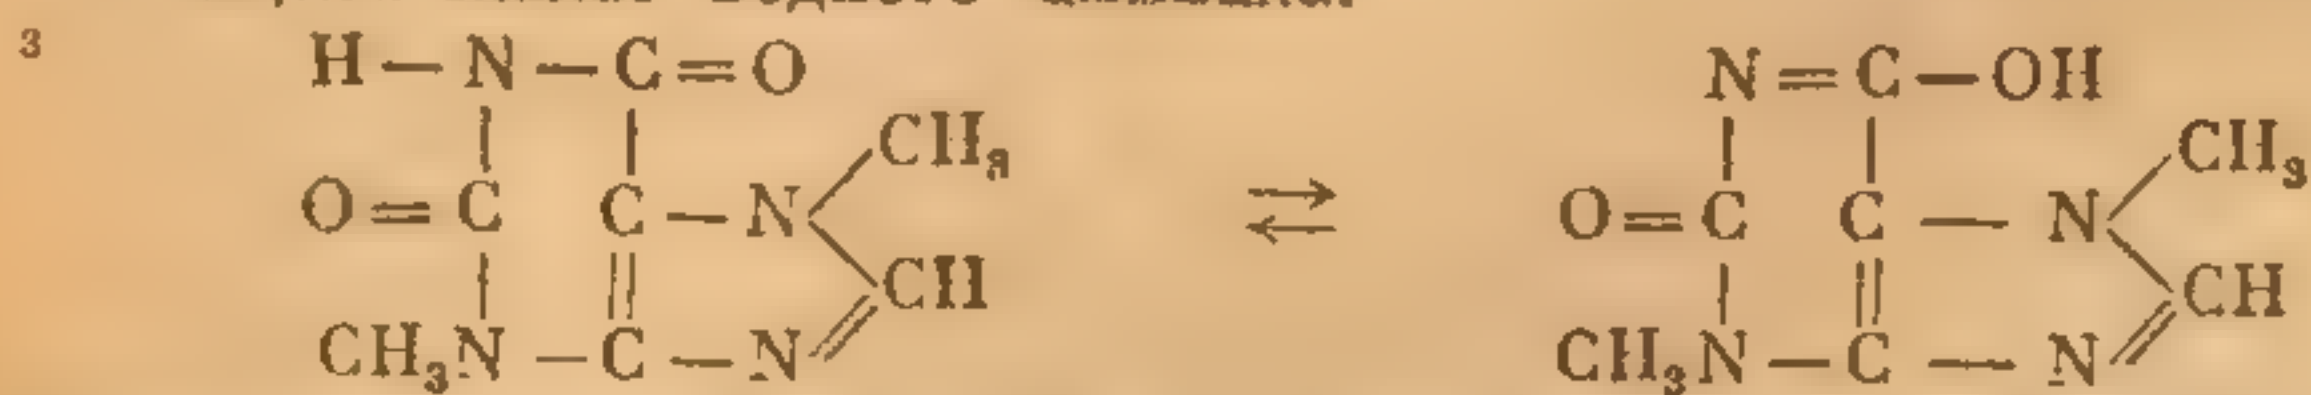 3
H—N—C=O
CH₃
O=C C—N
CH
CH₃N—C—N
⇄
N=C—OH
CH₃
O=C C—N
CH
CH₃N—C—N